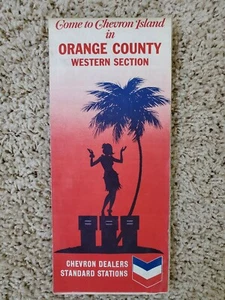 Come to Chevron Island
in
ORANGE COUNTY
WESTERN SECTION
CHEVRON DEALERS
STANDARD STATIONS